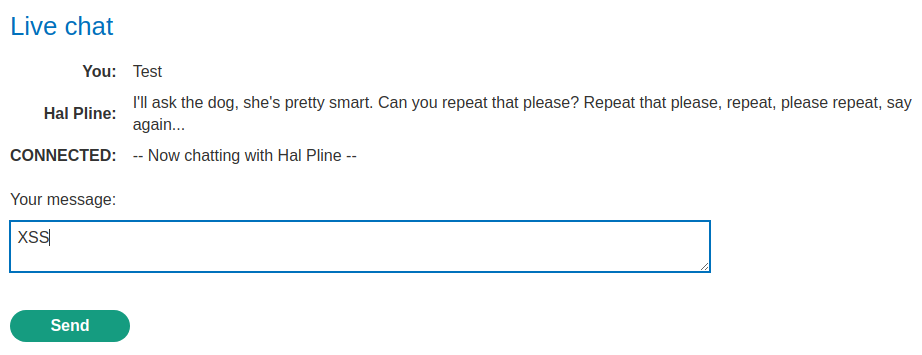 Live chat
You: Test
Hal Pline: I'll ask the dog, she's pretty smart. Can you repeat that please? Repeat that please, repeat, please repeat, say
again...
CONNECTED: -- Now chatting with Hal Pline --
Your message:
XSS
Send